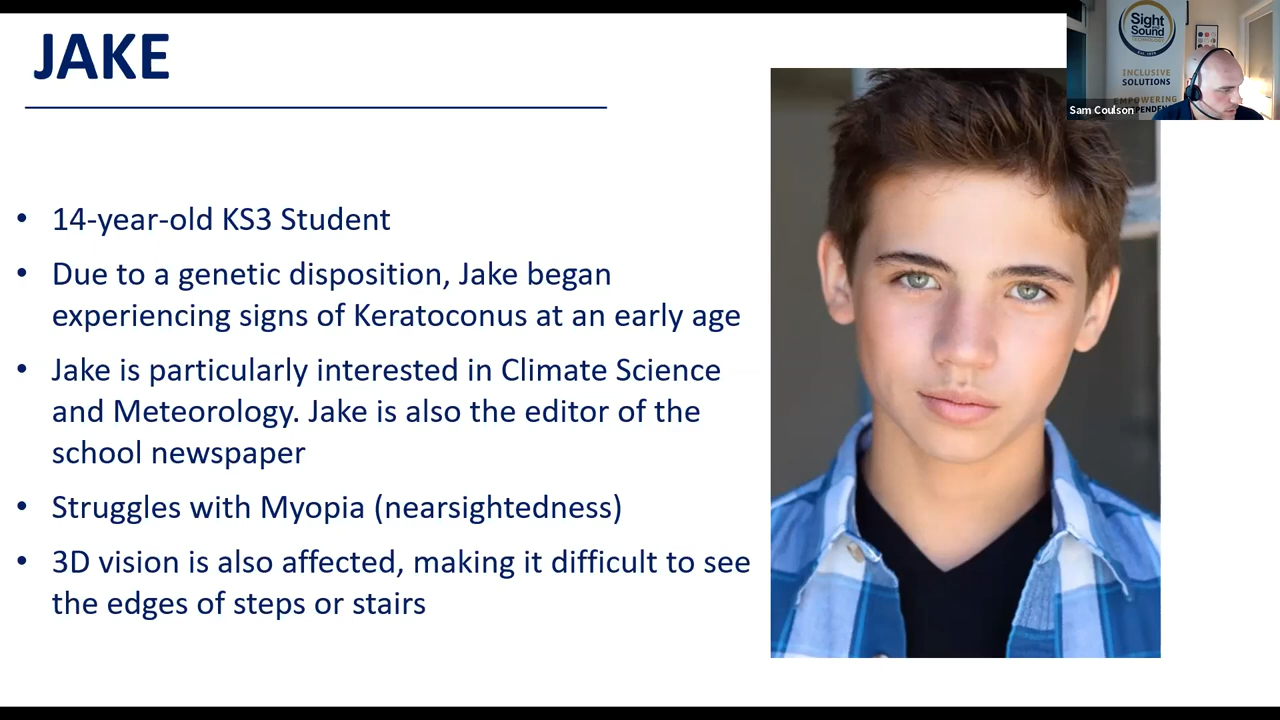 JAKE
• 14-year-old KS3 Student
• Due to a genetic disposition, Jake began
experiencing signs of Keratoconus at an early age
• Jake is particularly interested in Climate Science
and Meteorology. Jake is also the editor of the
school newspaper
• Struggles with Myopia (nearsightedness)
• 3D vision is also affected, making it difficult to see
the edges of steps or stairs
Sight
Sound
INCLUSIVE
SOLUTIONS
EMPOWERING
Sam Coulson